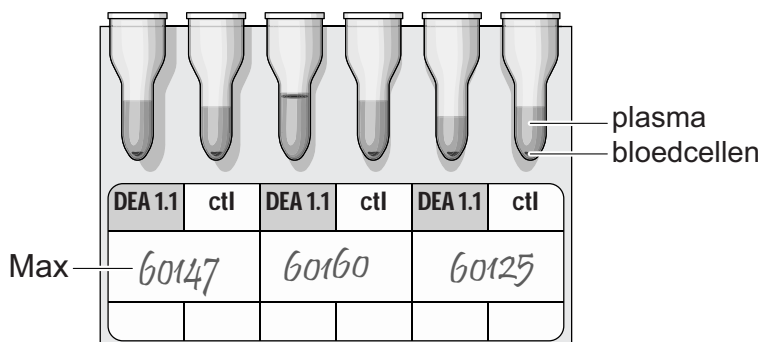 plasma
bloedcellen
DEA 1.1 ctl DEA 1.1 ctl DEA 1.1 ctl
Max 60147 60160 60125